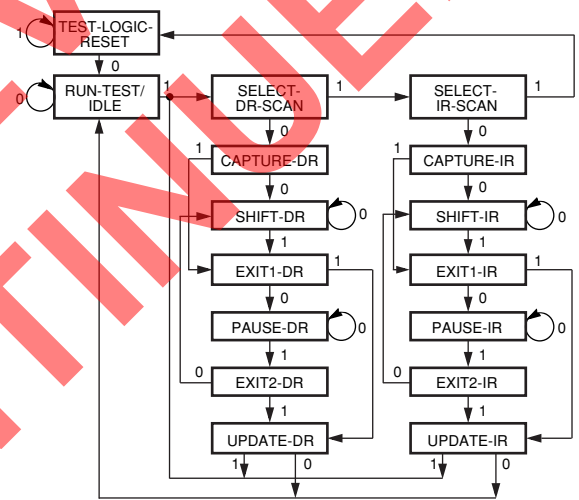 TEST-LOGIC-
RESET
1
0
RUN-TEST/
IDLE
0
1
SELECT-
DR-SCAN
1
SELECT-
IR-SCAN
1
0
0
1
CAPTURE-DR
1
CAPTURE-IR
0
0
SHIFT-DR
0
SHIFT-IR
0
1
1
EXIT1-DR
1
EXIT1-IR
1
0
0
PAUSE-DR
0
PAUSE-IR
0
1
1
0
EXIT2-DR
0
EXIT2-IR
1
1
UPDATE-DR
UPDATE-IR
1
0
1
0
TINUE